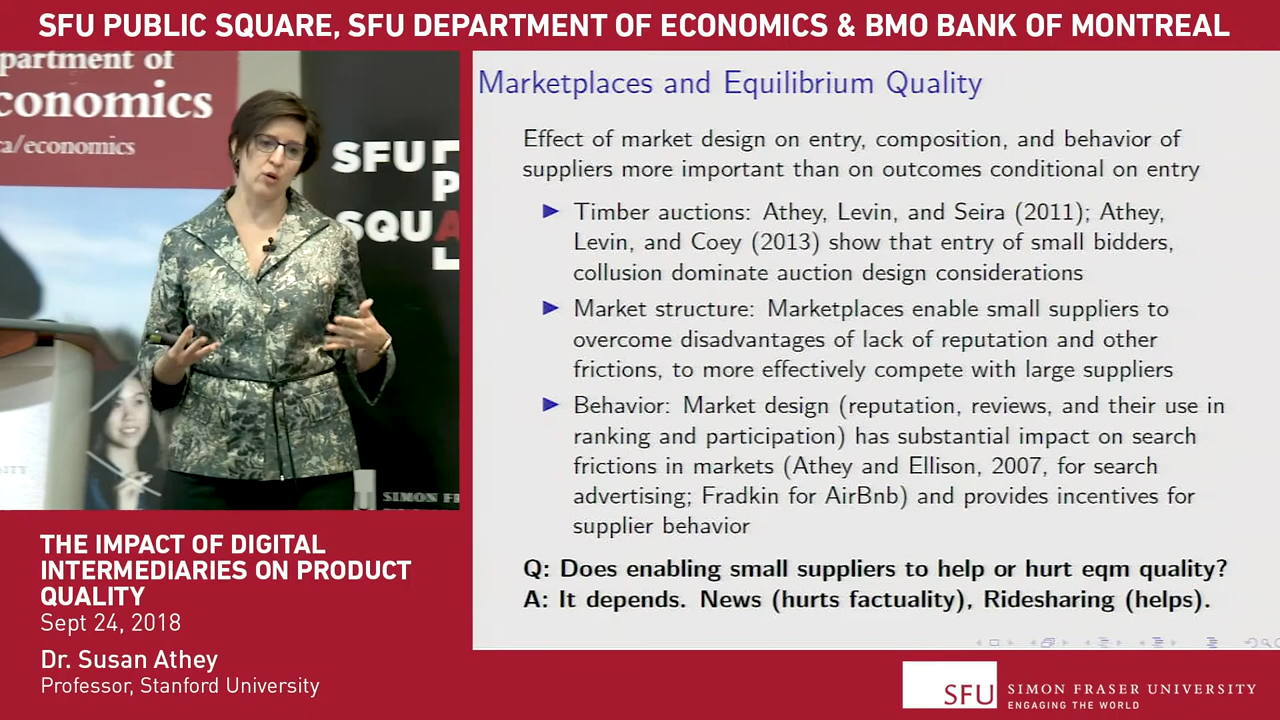 SFU PUBLIC SQUARE, SFU DEPARTMENT OF ECONOMICS & BMO BANK OF MONTREAL
partment of
conomics
ca/economics
SFU
P
SQUA
L
SIMON FR
Marketplaces and Equilibrium Quality
Effect of market design on entry, composition, and behavior of
suppliers more important than on outcomes conditional on entry
▶ Timber auctions: Athey, Levin, and Seira (2011); Athey,
Levin, and Coey (2013) show that entry of small bidders,
collusion dominate auction design considerations
▶ Market structure: Marketplaces enable small suppliers to
overcome disadvantages of lack of reputation and other
frictions, to more effectively compete with large suppliers
▶ Behavior: Market design (reputation, reviews, and their use in
ranking and participation) has substantial impact on search
frictions in markets (Athey and Ellison, 2007, for search
advertising; Fradkin for AirBnb) and provides incentives for
supplier behavior
Q: Does enabling small suppliers to help or hurt eqm quality?
A: It depends. News (hurts factuality), Ridesharing (helps).
THE IMPACT OF DIGITAL
INTERMEDIARIES ON PRODUCT
QUALITY
Sept 24, 2018
Dr. Susan Athey
Professor, Stanford University
SFU
SIMON FRASER UNIVERSITY
ENGAGING THE WORLD